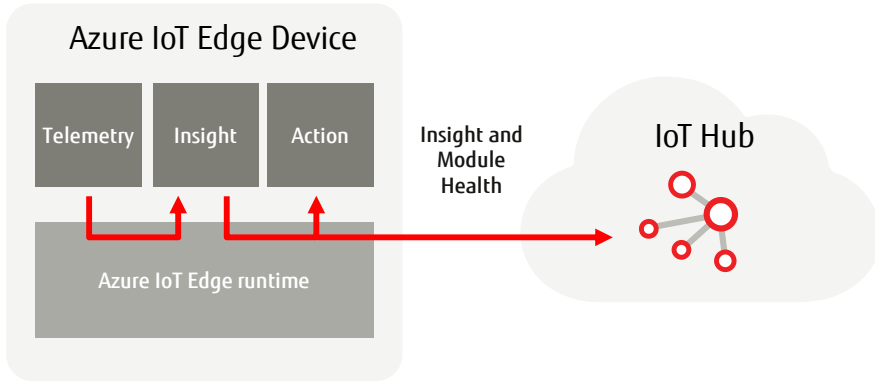 Azure IoT Edge Device
Telemetry
Insight
Action
Azure IoT Edge runtime
Insight and
Module
Health
IoT Hub